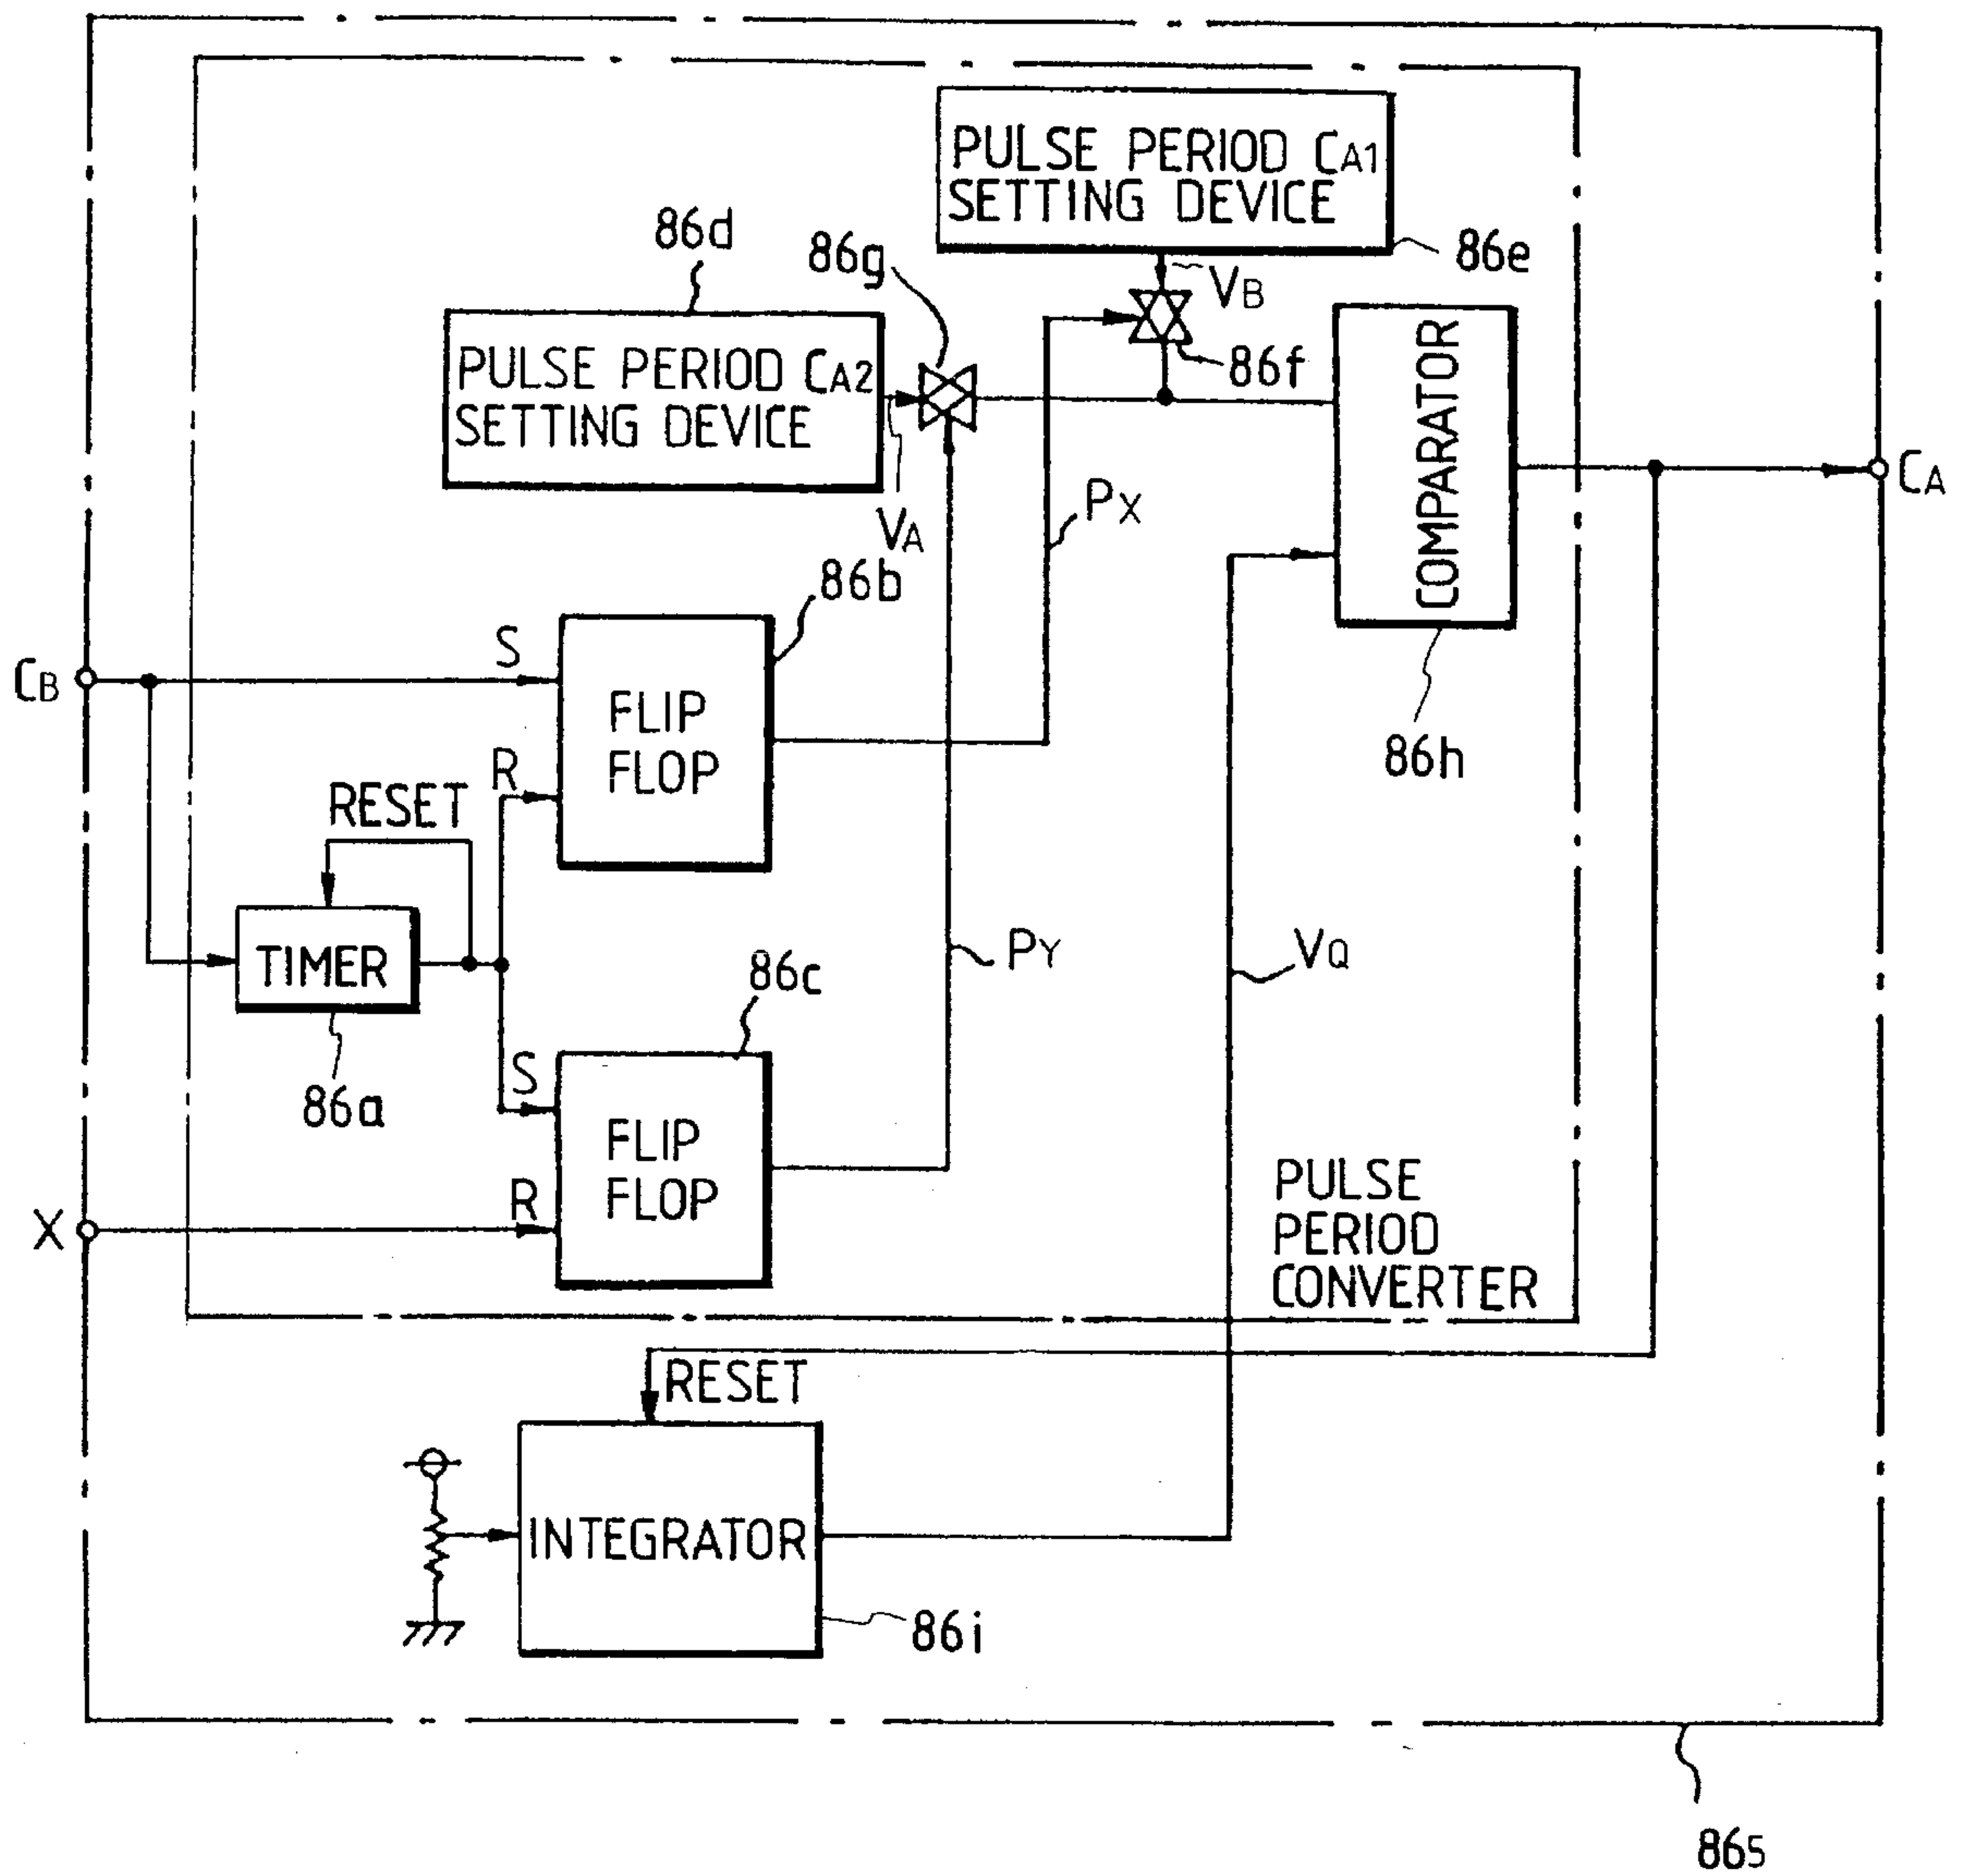 PULSE PERIOD CA1
SETTING DEVICE
86e
86d
86g
VB
86f
PULSE PERIOD CA2
SETTING DEVICE
VA
COMPARATOR
CA
PX
86b
S
CB
FLIP
FLOP
R
86h
RESET
TIMER
86a
PY
VQ
86c
S
FLIP
FLOP
R
X
PULSE
PERIOD
CONVERTER
RESET
INTEGRATOR
86i
865